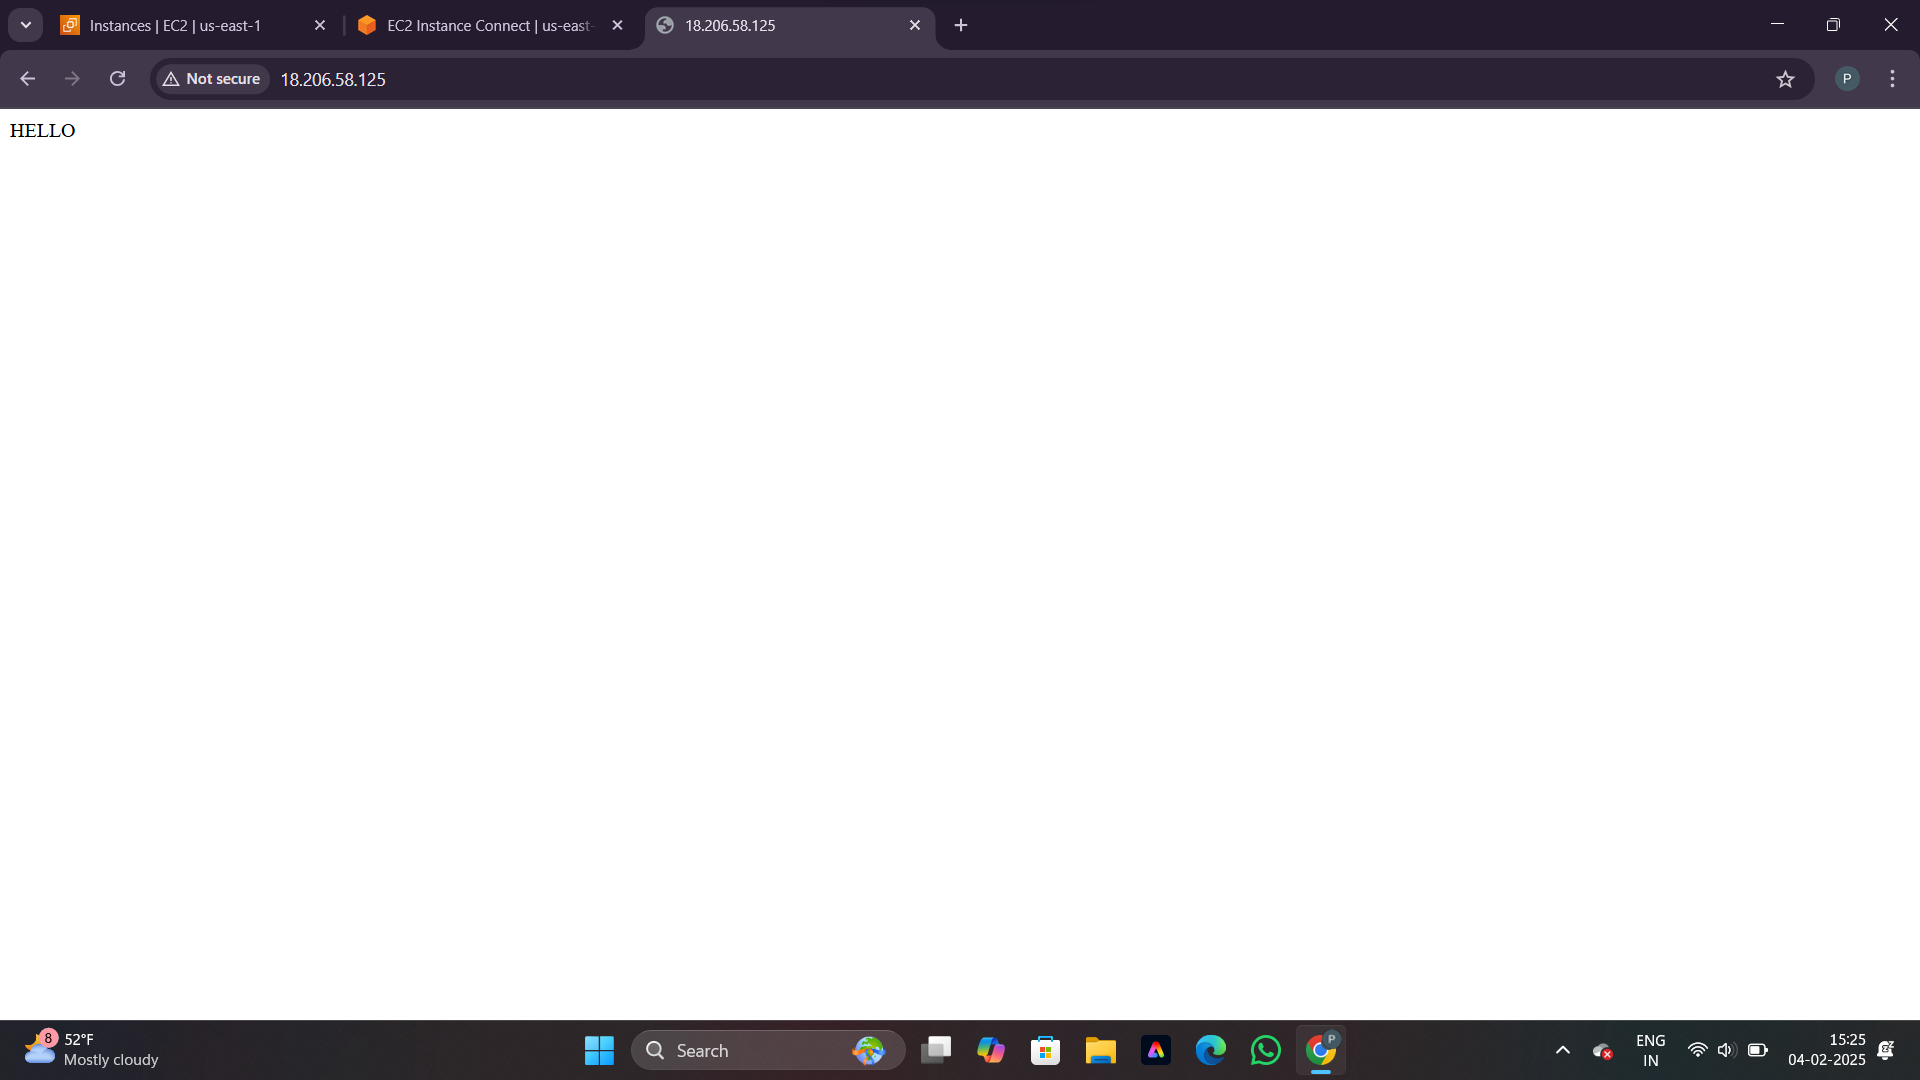 Instances | EC2 | us-east-1
EC2 Instance Connect | us-east-
18.206.58.125
Not secure
18.206.58.125
P
HELLO
8
52°F
Mostly cloudy
Search
P
ENG
IN
15:25
04-02-2025